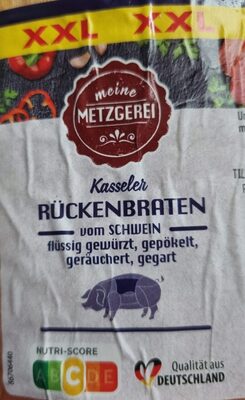 XXL XXL
meine
METZGEREI
Kasseler
RÜCKENBRATEN
vom SCHWEIN
flüssig gewürzt, gepökelt,
geräuchert, gegart
NUTRI-SCORE
A B C D E
Qualität aus
DEUTSCHLAND